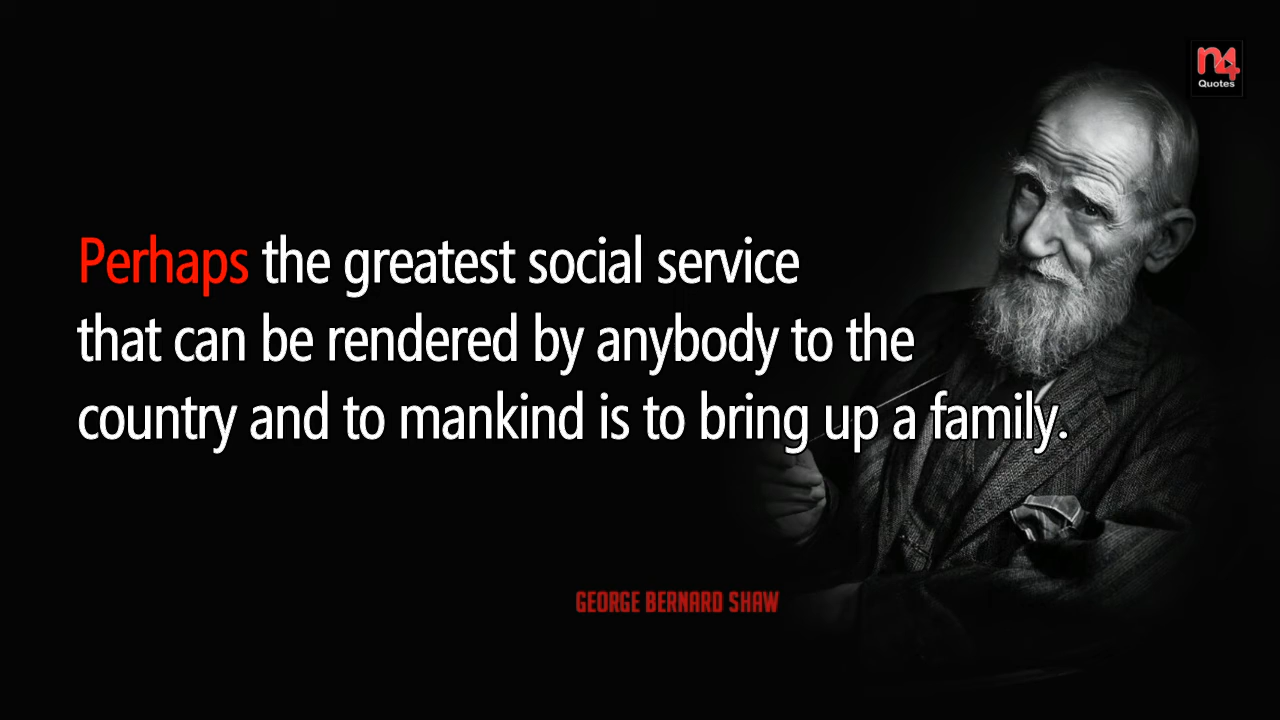 n4
Quotes
Perhaps the greatest social service
that can be rendered by anybody to the
country and to mankind is to bring up a family.
GEORGE BERNARD SHAW